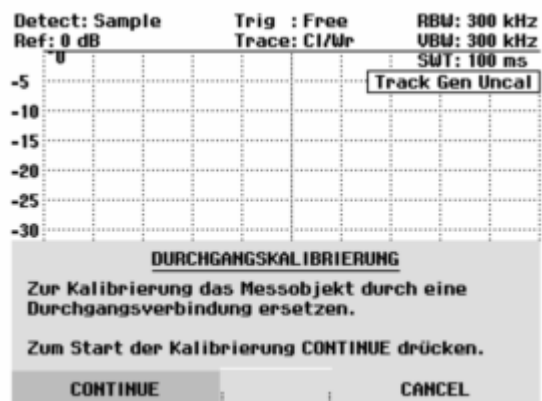 Detect: Sample Trig : Free RBW: 300 kHz
Ref: 0 dB Trace: Cl/Wr VBW: 300 kHz
SWT: 100 ms
Track Gen Uncal
-5
-10
-15
-20
-25
-30
DURCHGANGSKALIBRIERUNG
Zur Kalibrierung das Messobjekt durch eine
Durchgangsverbindung ersetzen.
Zum Start der Kalibrierung CONTINUE drücken.
CONTINUE CANCEL